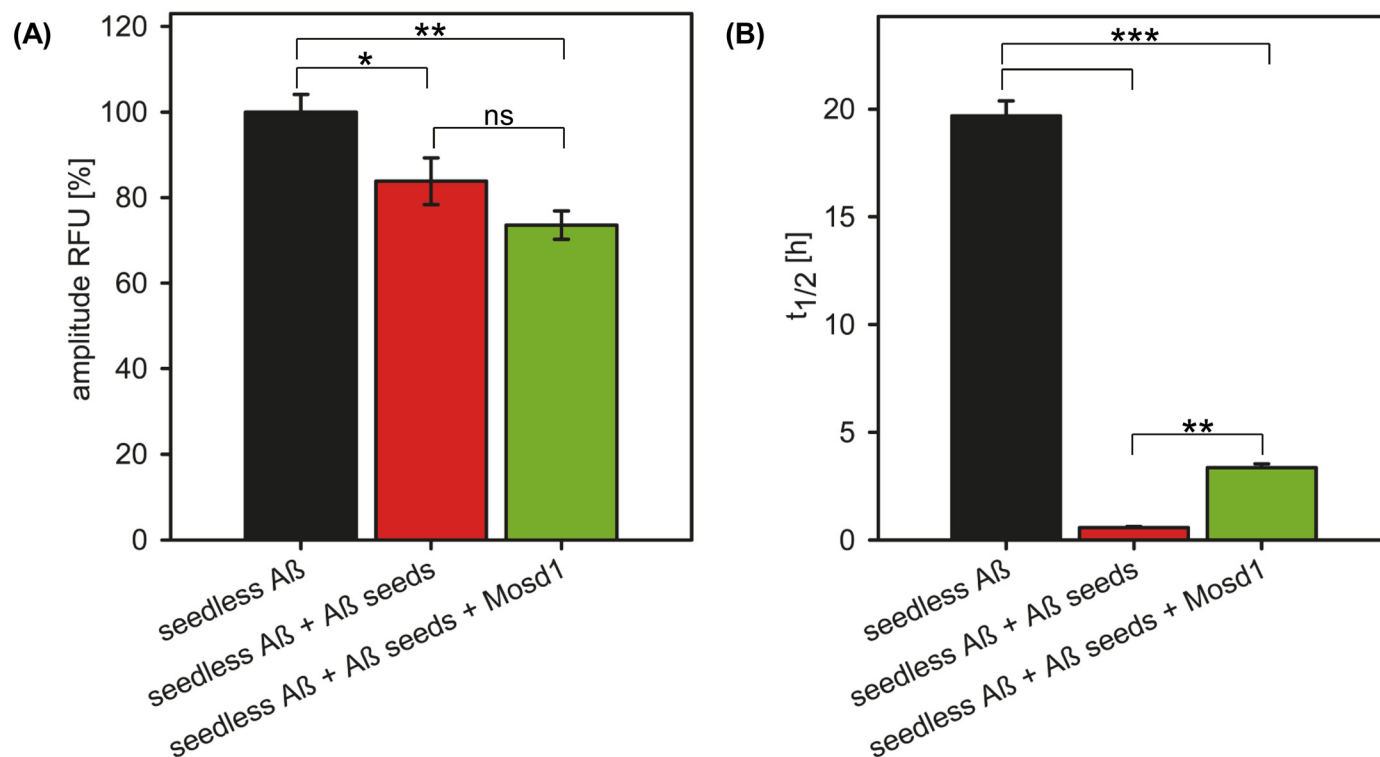 (A)
amplitude RFU [%]
120
100
80
60
40
20
0
**
*
ns
seedless Aß
seedless Aß + Aß seeds
seedless Aß + Aß seeds + Mosd1
(B)
t1/2 [h]
20
15
10
5
0
***
**
seedless Aß
seedless Aß + Aß seeds
seedless Aß + Aß seeds + Mosd1